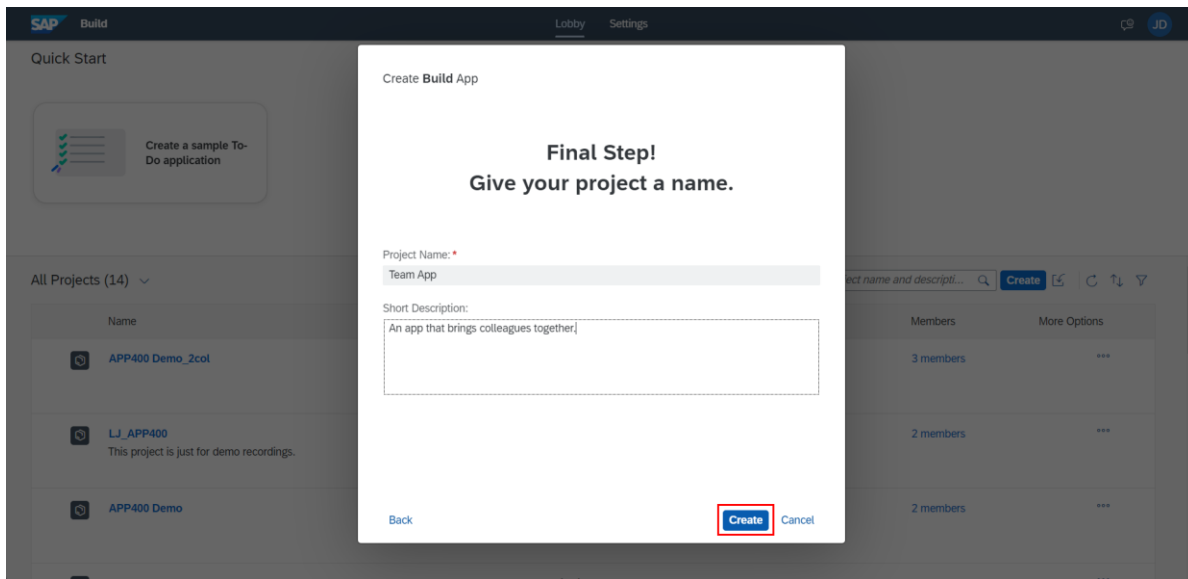 SAP Build
Lobby Settings
JD
Quick Start
Create a sample To-
Do application
Create Build App
Final Step!
Give your project a name.
Project Name: *
Team App
Short Description:
An app that brings colleagues together.
All Projects (14)
ect name and descripti...
Create
Name
Members
More Options
APP400 Demo_2col
3 members
LJ_APP400
This project is just for demo recordings.
2 members
APP400 Demo
2 members
Back
Create
Cancel